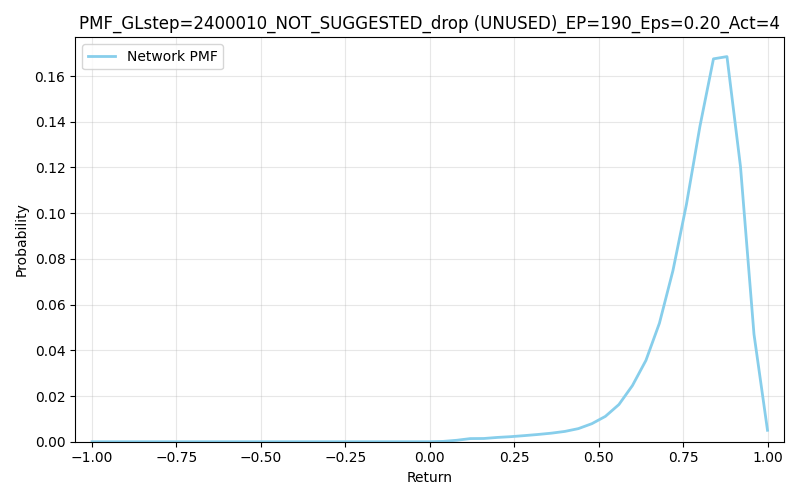 PMF_GLstep=2400010_NOT_SUGGESTED_drop (UNUSED)_EP=190_Eps=0.20_Act=4
Network PMF
0.16
0.14
0.12
0.10
0.08
0.06
0.04
0.02
0.00
Probability
−1.00 −0.75 −0.50 −0.25 0.00 0.25 0.50 0.75 1.00
Return